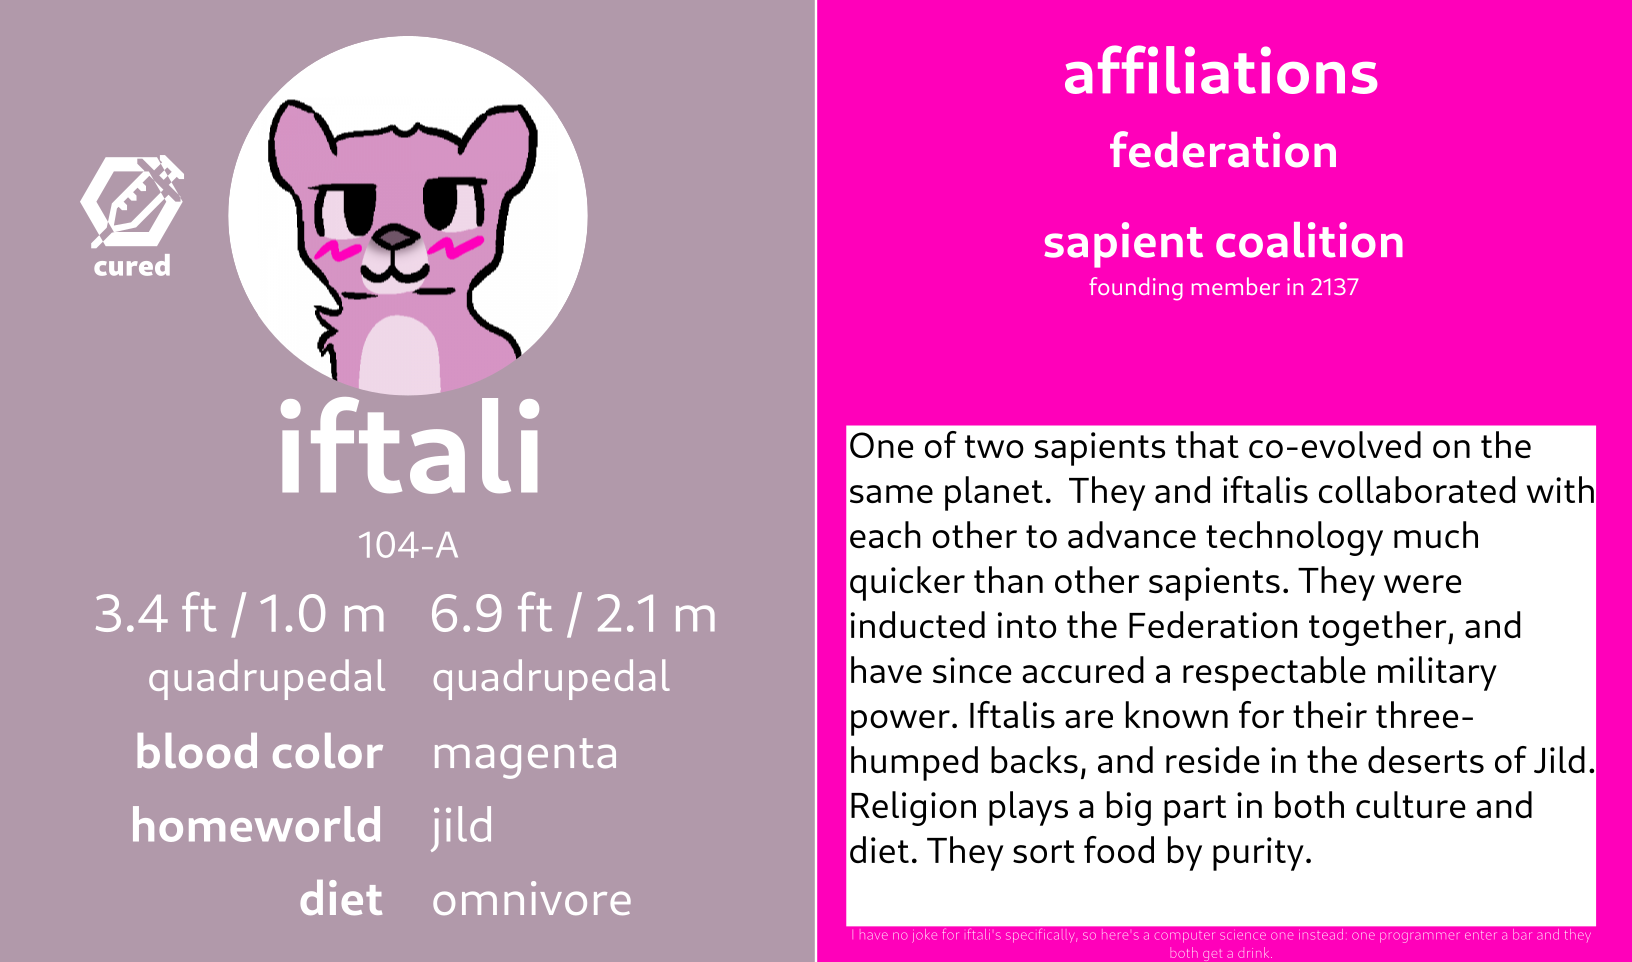 cured
iftali
104-A
3.4 ft / 1.0 m 6.9 ft / 2.1 m
quadrupedal quadrupedal
blood color magenta
homeworld jild
diet omnivore
affiliations
federation
sapient coalition
founding member in 2137
One of two sapients that co-evolved on the
same planet.  They and iftalis collaborated with
each other to advance technology much
quicker than other sapients. They were
inducted into the Federation together, and
have since accured a respectable military
power. Iftalis are known for their three-
humped backs, and reside in the deserts of Jild.
Religion plays a big part in both culture and
diet. They sort food by purity.
I have no joke for iftali's specifically, so here's a computer science one instead: one programmer enter a bar and they
both get a drink.